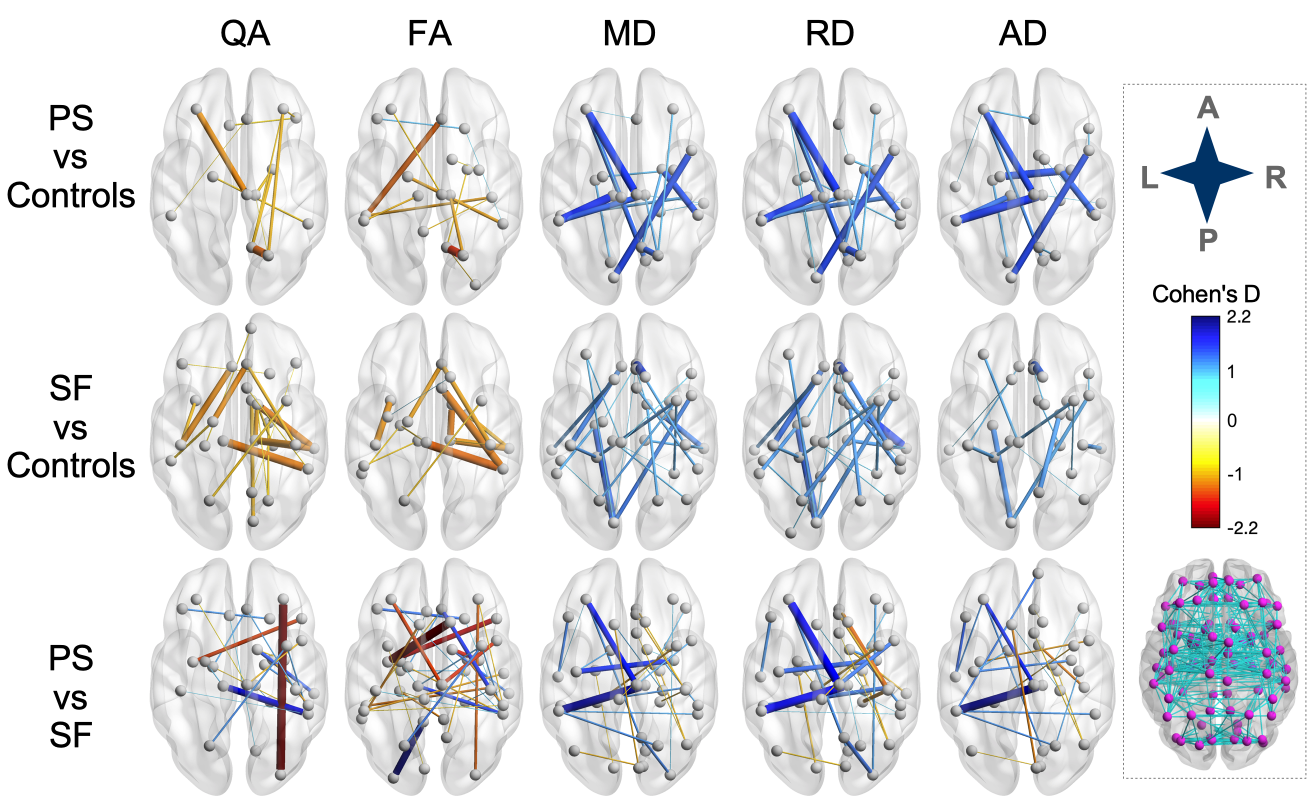 QA FA MD RD AD
PS
vs
Controls
A
L R
P
SF
vs
Controls
Cohen's D
2.2
1
0
-1
-2.2
PS
vs
SF